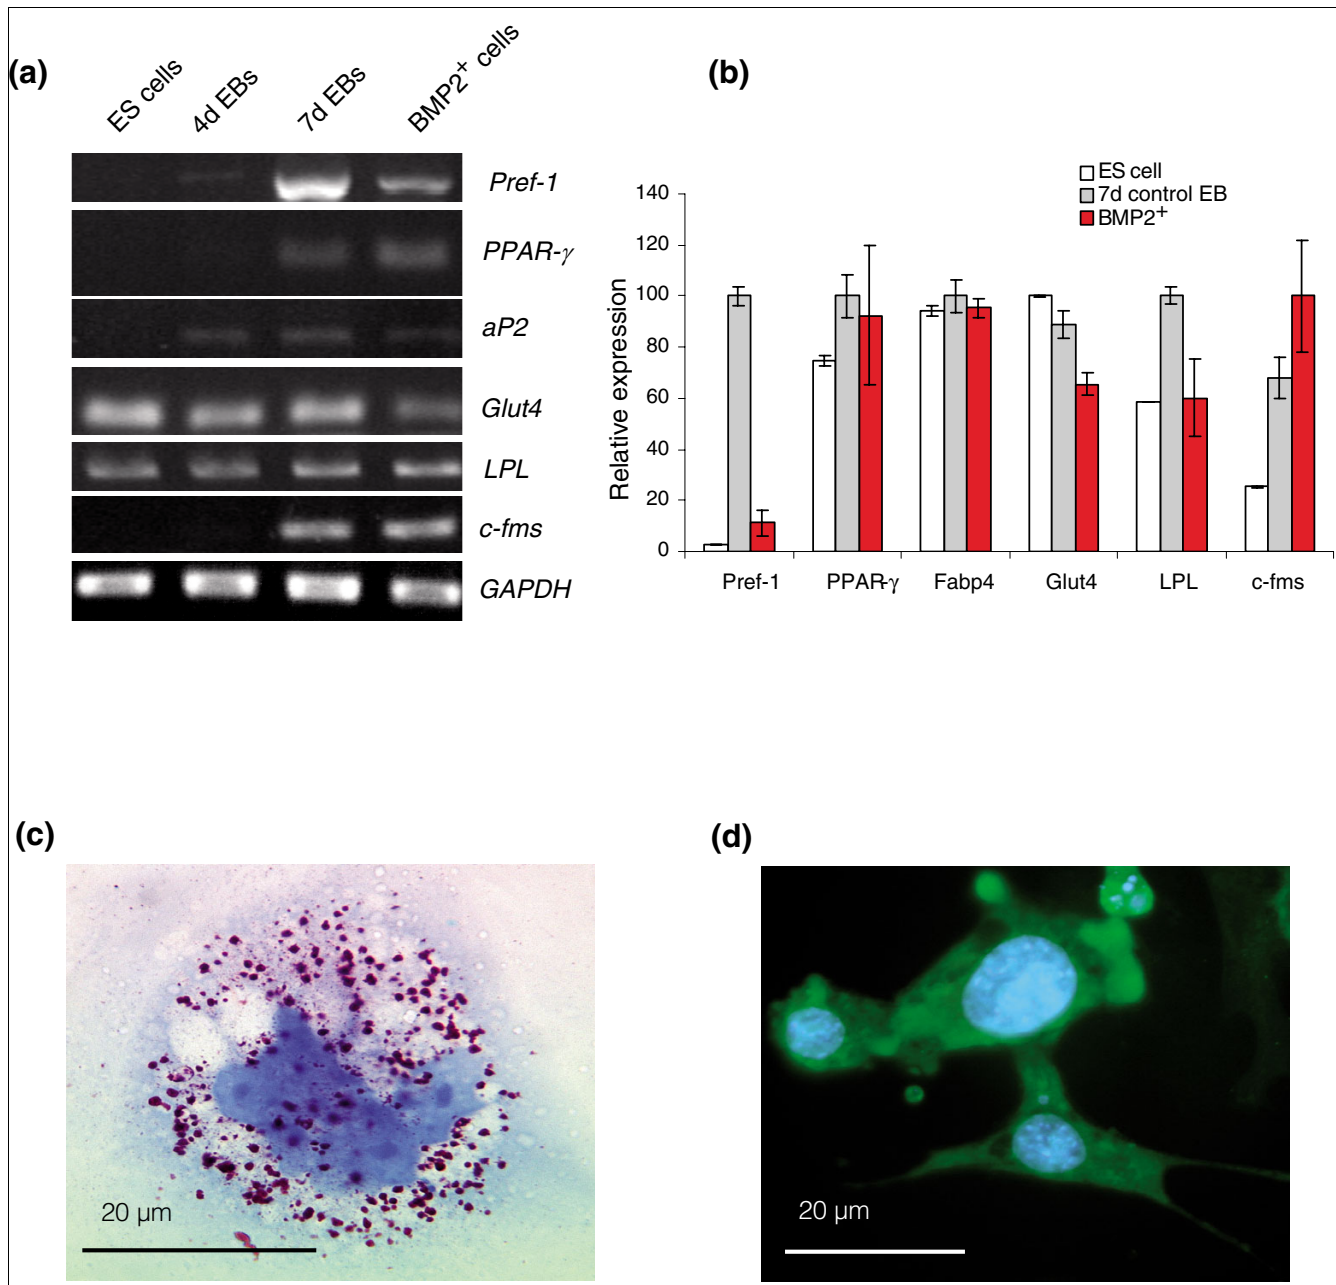 (a)
ES cells
4d EBs
7d EBs
BMP2+ cells
Pref-1
PPAR-γ
aP2
Glut4
LPL
c-fms
GAPDH
(b)
ES cell
7d control EB
BMP2+
Relative expression
140
120
100
80
60
40
20
0
Pref-1 PPAR-γ Fabp4 Glut4 LPL c-fms
(c)
20 µm
(d)
20 µm